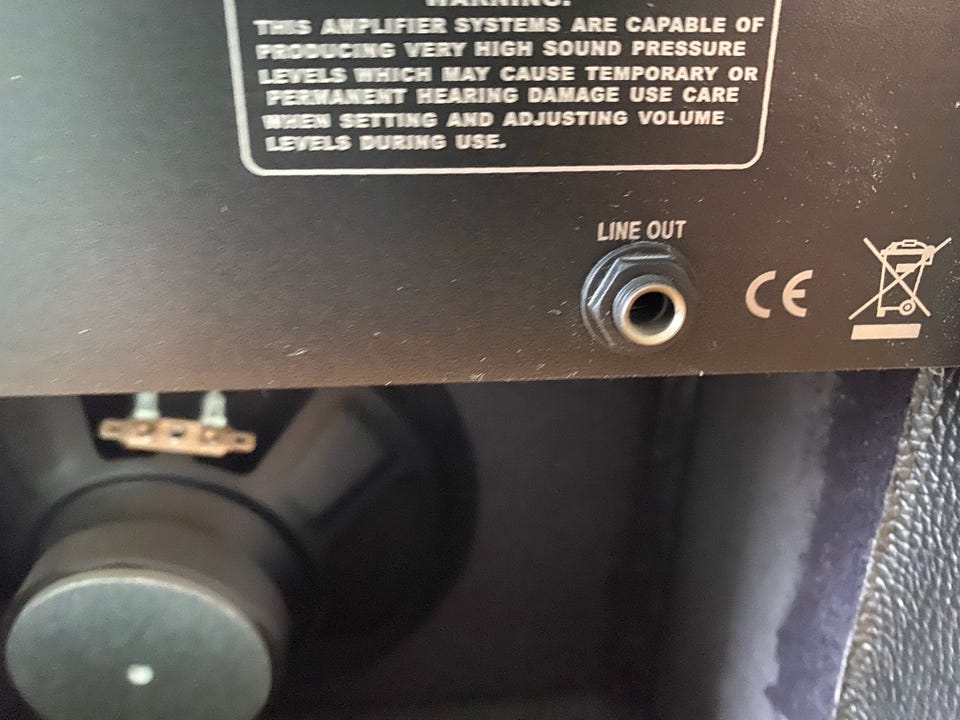 WARNING:
THIS AMPLIFIER SYSTEMS ARE CAPABLE OF
PRODUCING VERY HIGH SOUND PRESSURE
LEVELS WHICH MAY CAUSE TEMPORARY OR
PERMANENT HEARING DAMAGE USE CARE
WHEN SETTING AND ADJUSTING VOLUME
LEVELS DURING USE.
LINE OUT
CE